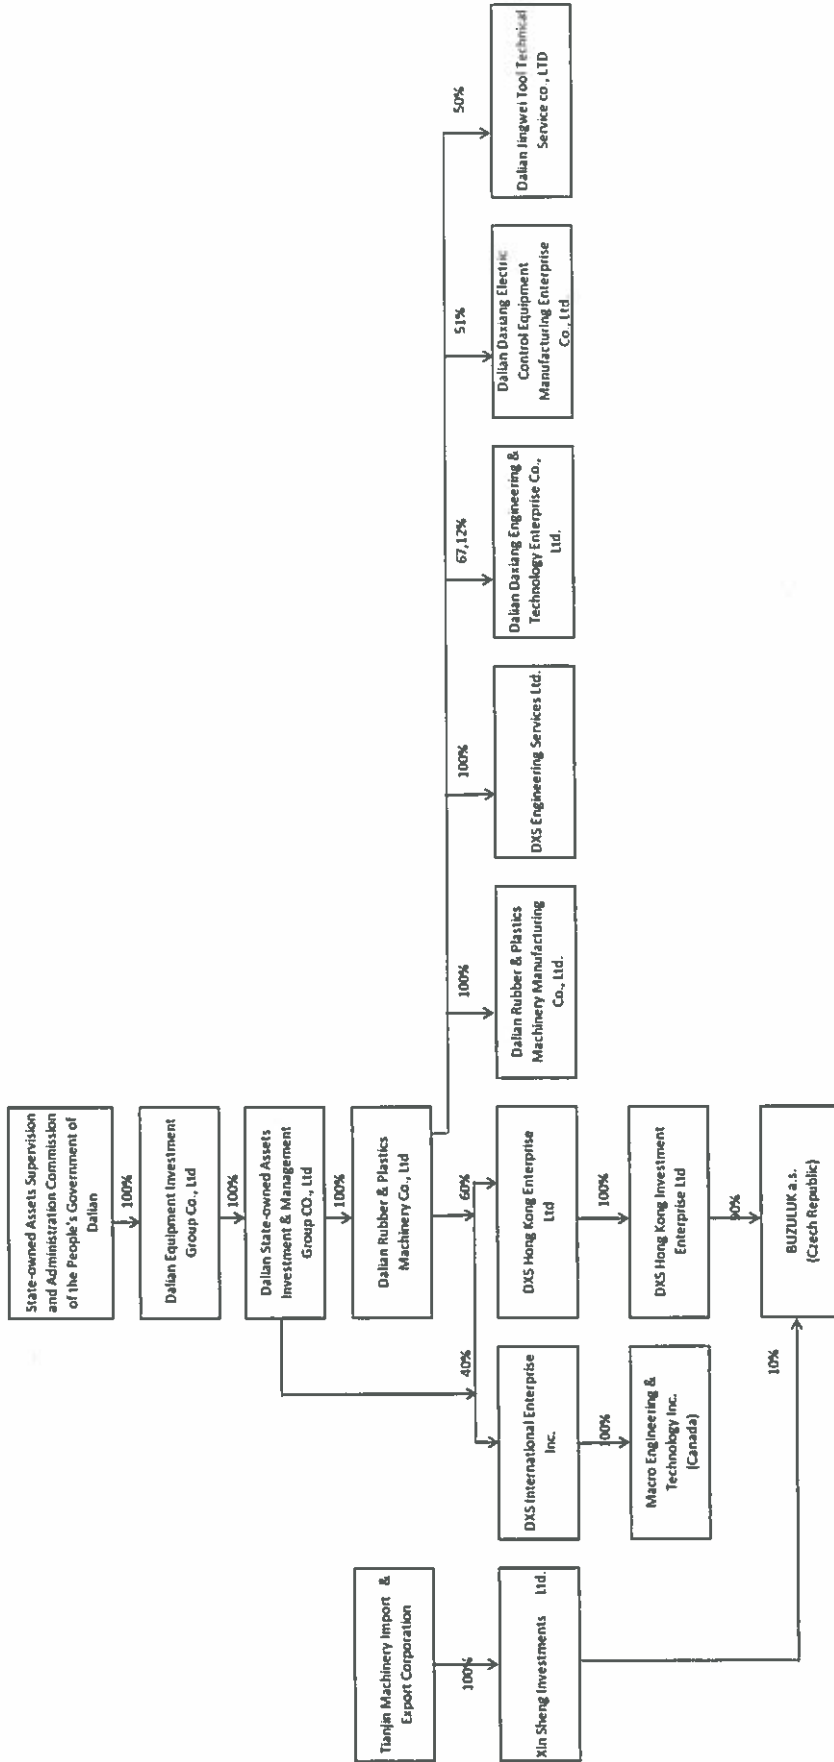 State-owned Assets Supervision
and Administration Commission
of the People's Government of
Dalian
100%
Dalian Equipment Investment
Group Co., Ltd
100%
Dalian State-owned Assets
Investment & Management
Group CO., Ltd
100%
Tianjin Machinery Import &
Export Corporation
Dalian Rubber & Plastics
Machinery Co., Ltd
100%
40%
60%
100%
100%
67,12%
51%
50%
Xin Sheng Investments Ltd.
DXS International Enterprise
Inc.
DXS Hong Kong Enterprise
Ltd
Dalian Rubber & Plastics
Machinery Manufacturing
Co., Ltd.
DXS Engineering Services Ltd.
Dalian Daxiang Engineering &
Technology Enterprise Co.,
Ltd.
Dalian Daxiang Electric
Control Equipment
Manufacturing Enterprise
Co., Ltd
Dalian Jingwei Tool Technical
Service co., LTD
100%
100%
Macro Engineering &
Technology Inc.
(Canada)
DXS Hong Kong Investment
Enterprise Ltd
10%
90%
BUZULUK a.s.
(Czech Republic)